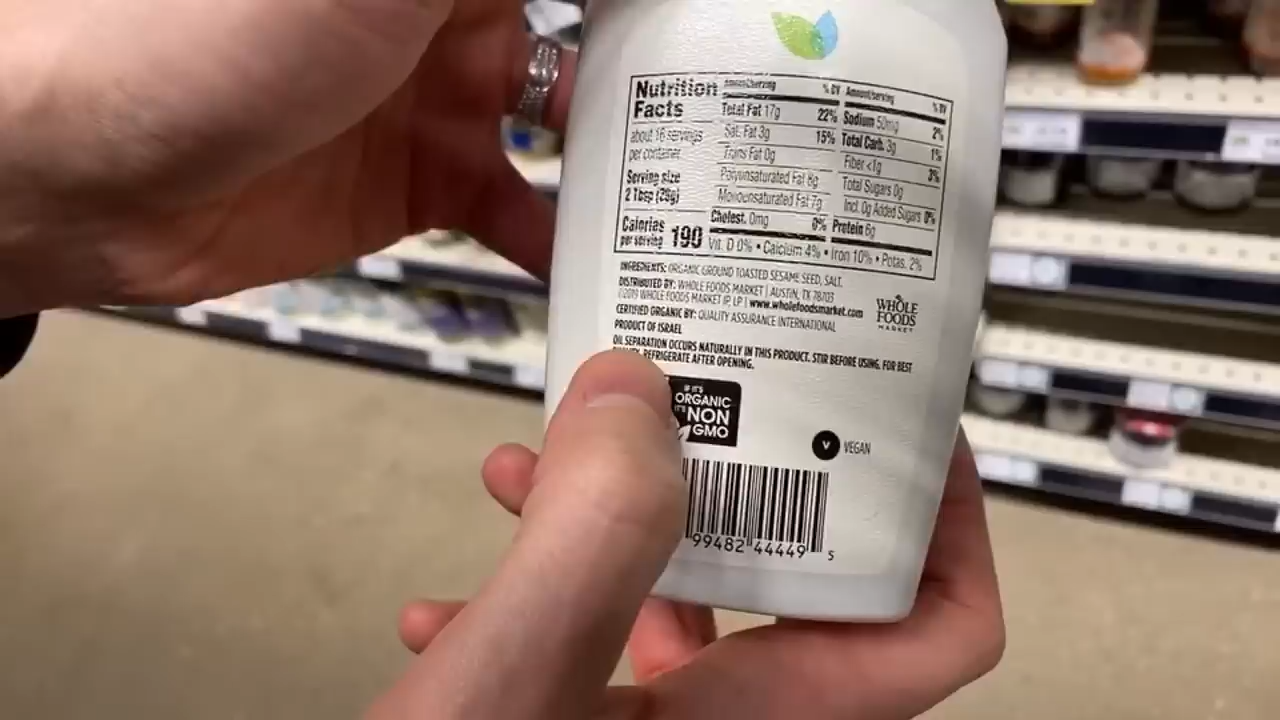 Nutrition Facts
about 16 servings per container
Serving size
2 Tbsp (28g)
Calories per serving 190
Amount/serving % DV
Total Fat 17g 22%
Sat. Fat 3g 15%
Trans Fat 0g
Polyunsaturated Fat 8g
Monounsaturated Fat 7g
Cholest. 0mg 0%
Amount/serving % DV
Sodium 50mg 2%
Total Carb. 3g 1%
Fiber <1g 3%
Total Sugars 0g
Incl. 0g Added Sugars 0%
Protein 6g
Vit. D 0% • Calcium 4% • Iron 10% • Potas. 2%
INGREDIENTS: ORGANIC GROUND TOASTED SESAME SEED, SALT.
DISTRIBUTED BY: WHOLE FOODS MARKET | AUSTIN, TX 78703
©2019 WHOLE FOODS MARKET IP, LP | www.wholefoodsmarket.com
CERTIFIED ORGANIC BY: QUALITY ASSURANCE INTERNATIONAL
PRODUCT OF ISRAEL
OIL SEPARATION OCCURS NATURALLY IN THIS PRODUCT. STIR BEFORE USING. FOR BEST
REFRIGERATE AFTER OPENING.
WHOLE
FOODS
MARKET
IF IT'S
ORGANIC
IT'S NON
GMO
V VEGAN
99482 44449 5